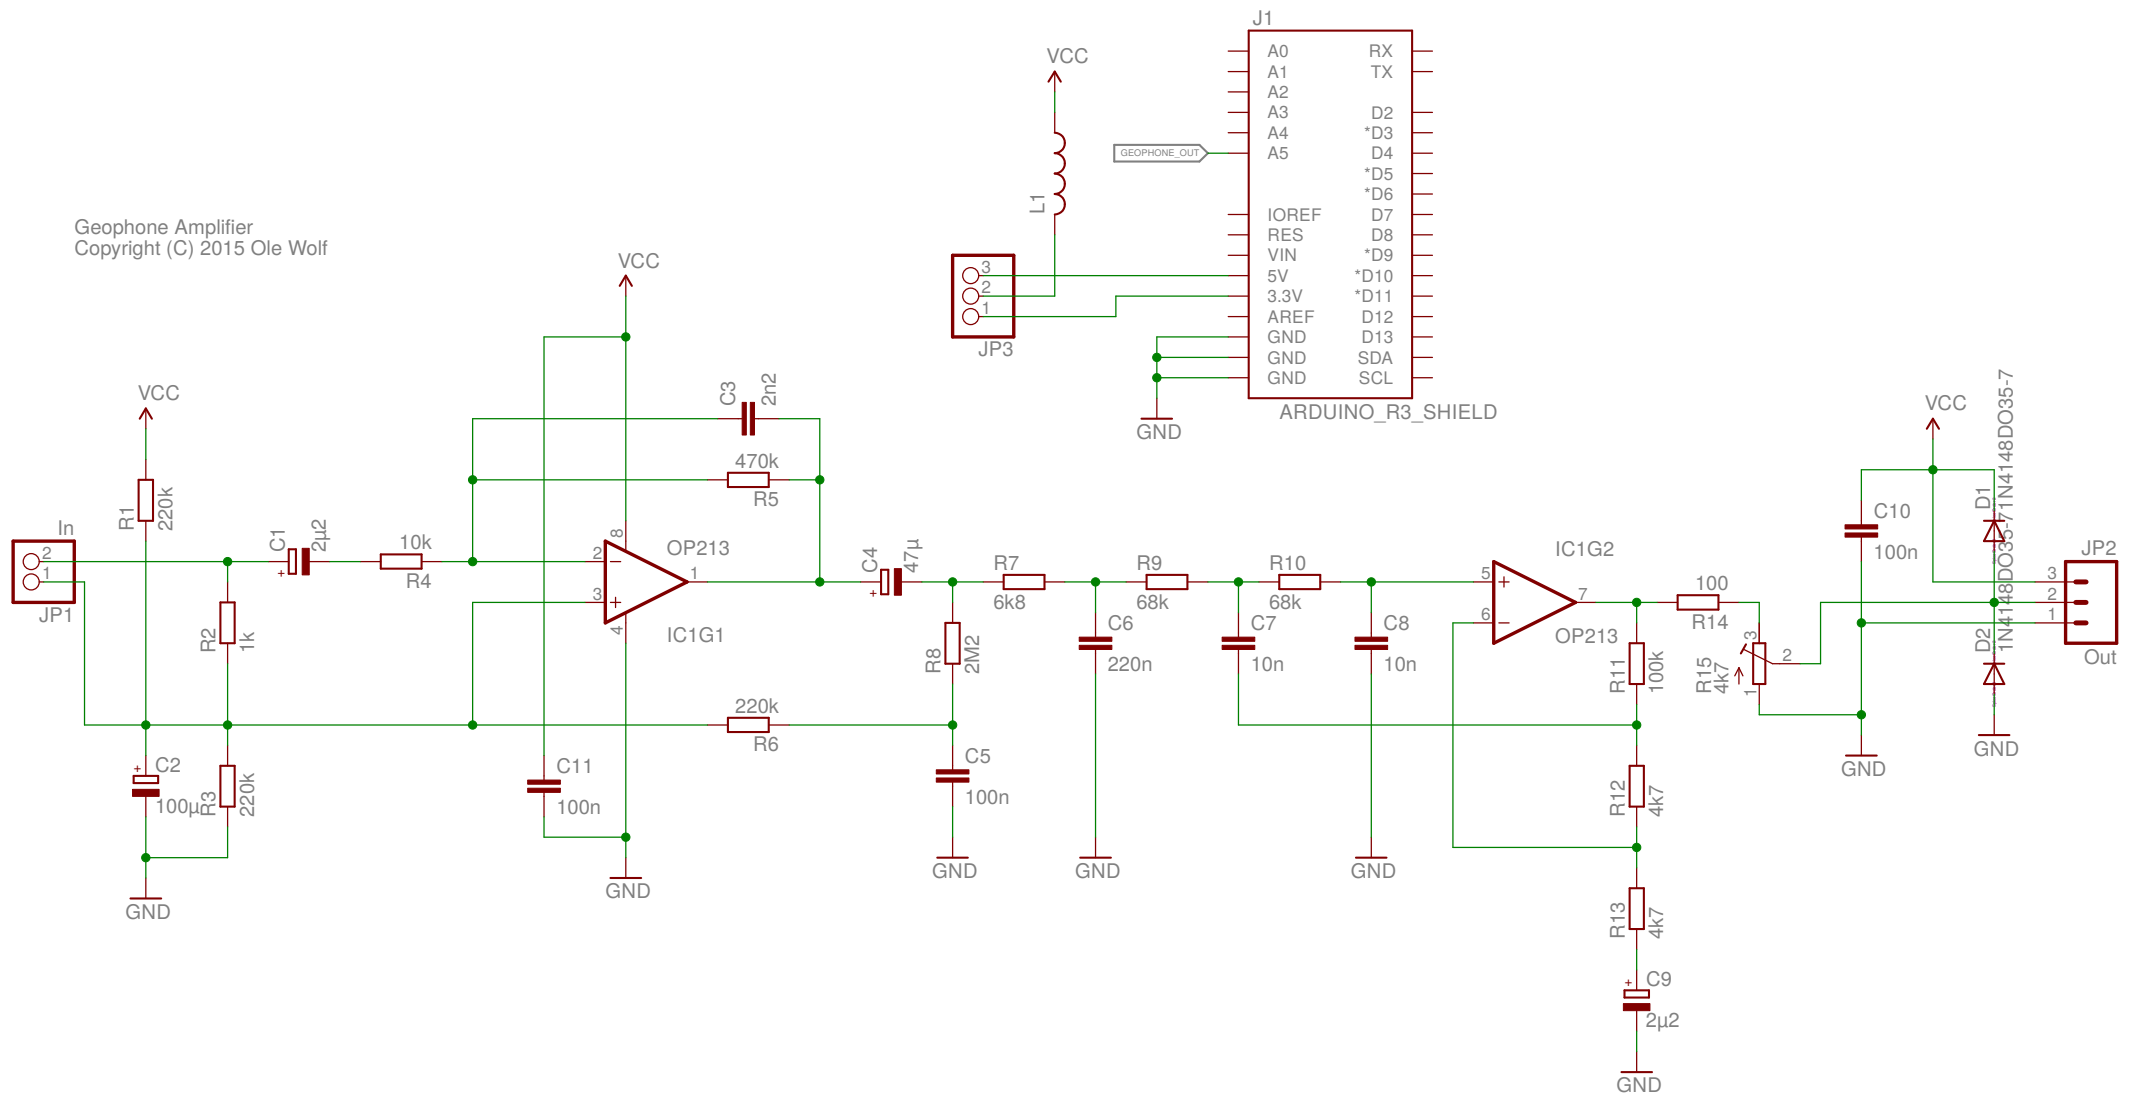 Geophone Amplifier
Copyright (C) 2015 Ole Wolf
J1
A0
A1
A2
A3
A4
A5
IOREF
RES
VIN
5V
3.3V
AREF
GND
GND
GND
RX
TX
D2
*D3
D4
*D5
*D6
D7
D8
*D9
*D10
*D11
D12
D13
SDA
SCL
ARDUINO_R3_SHIELD
GEOPHONE_OUT
VCC
L1
3
2
1
JP3
GND
In
2
1
JP1
VCC
R1
220k
C1
+
2µ2
R2
1k
10k
R4
+
C2
100µ
R3
220k
GND
VCC
C3
2n2
470k
R5
8
2
3
4
1
OP213
IC1G1
C11
100n
GND
C4
+
47µ
R8
2M2
220k
R6
C5
100n
GND
R7
6k8
C6
220n
GND
R9
68k
C7
10n
R10
68k
C8
10n
GND
IC1G2
5
6
7
OP213
R11
100k
R12
4k7
R13
4k7
+
C9
2µ2
GND
100
R14
R15
4k7
3
2
1
VCC
C10
100n
GND
D1
1N4148DO35-7
D2
1N4148DO35-7
GND
JP2
3
2
1
Out